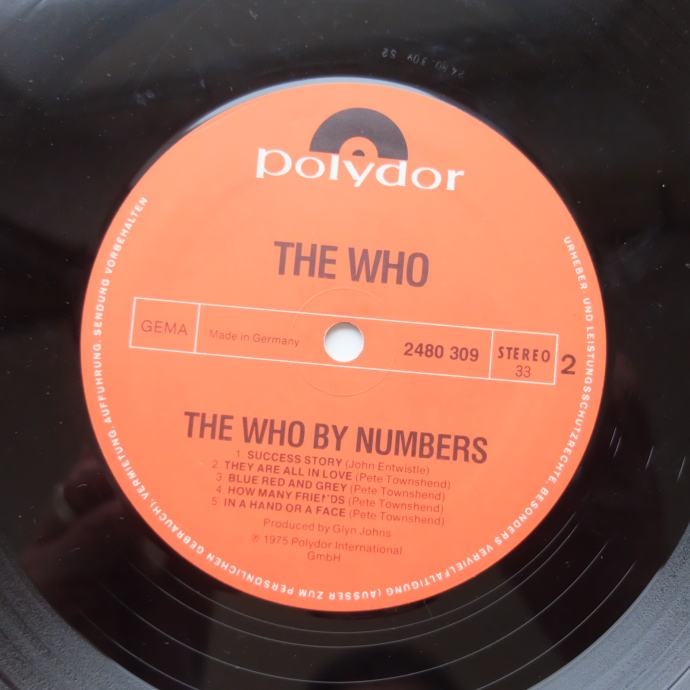 2480 309 S2
polydor
THE WHO
GEMA
Made in Germany
2480 309
STEREO
33
2
THE WHO BY NUMBERS
1 SUCCESS STORY (John Entwistle)
2. THEY ARE ALL IN LOVE (Pete Townshend)
3 BLUE RED AND GREY (Pete Townshend)
4 HOW MANY FRIENDS (Pete Townshend)
5 IN A HAND OR A FACE (Pete Townshend)
Produced by Glyn Johns
℗ 1975 Polydor International
GmbH
URHEBER- UND LEISTUNGSSCHUTZRECHTE, BESONDERS VERVIELFÄLTIGUNG (AUSSER ZUM PERSÖNLICHEN GEBRAUCH), VERMIETUNG, AUFFÜHRUNG, SENDUNG VORBEHALTEN